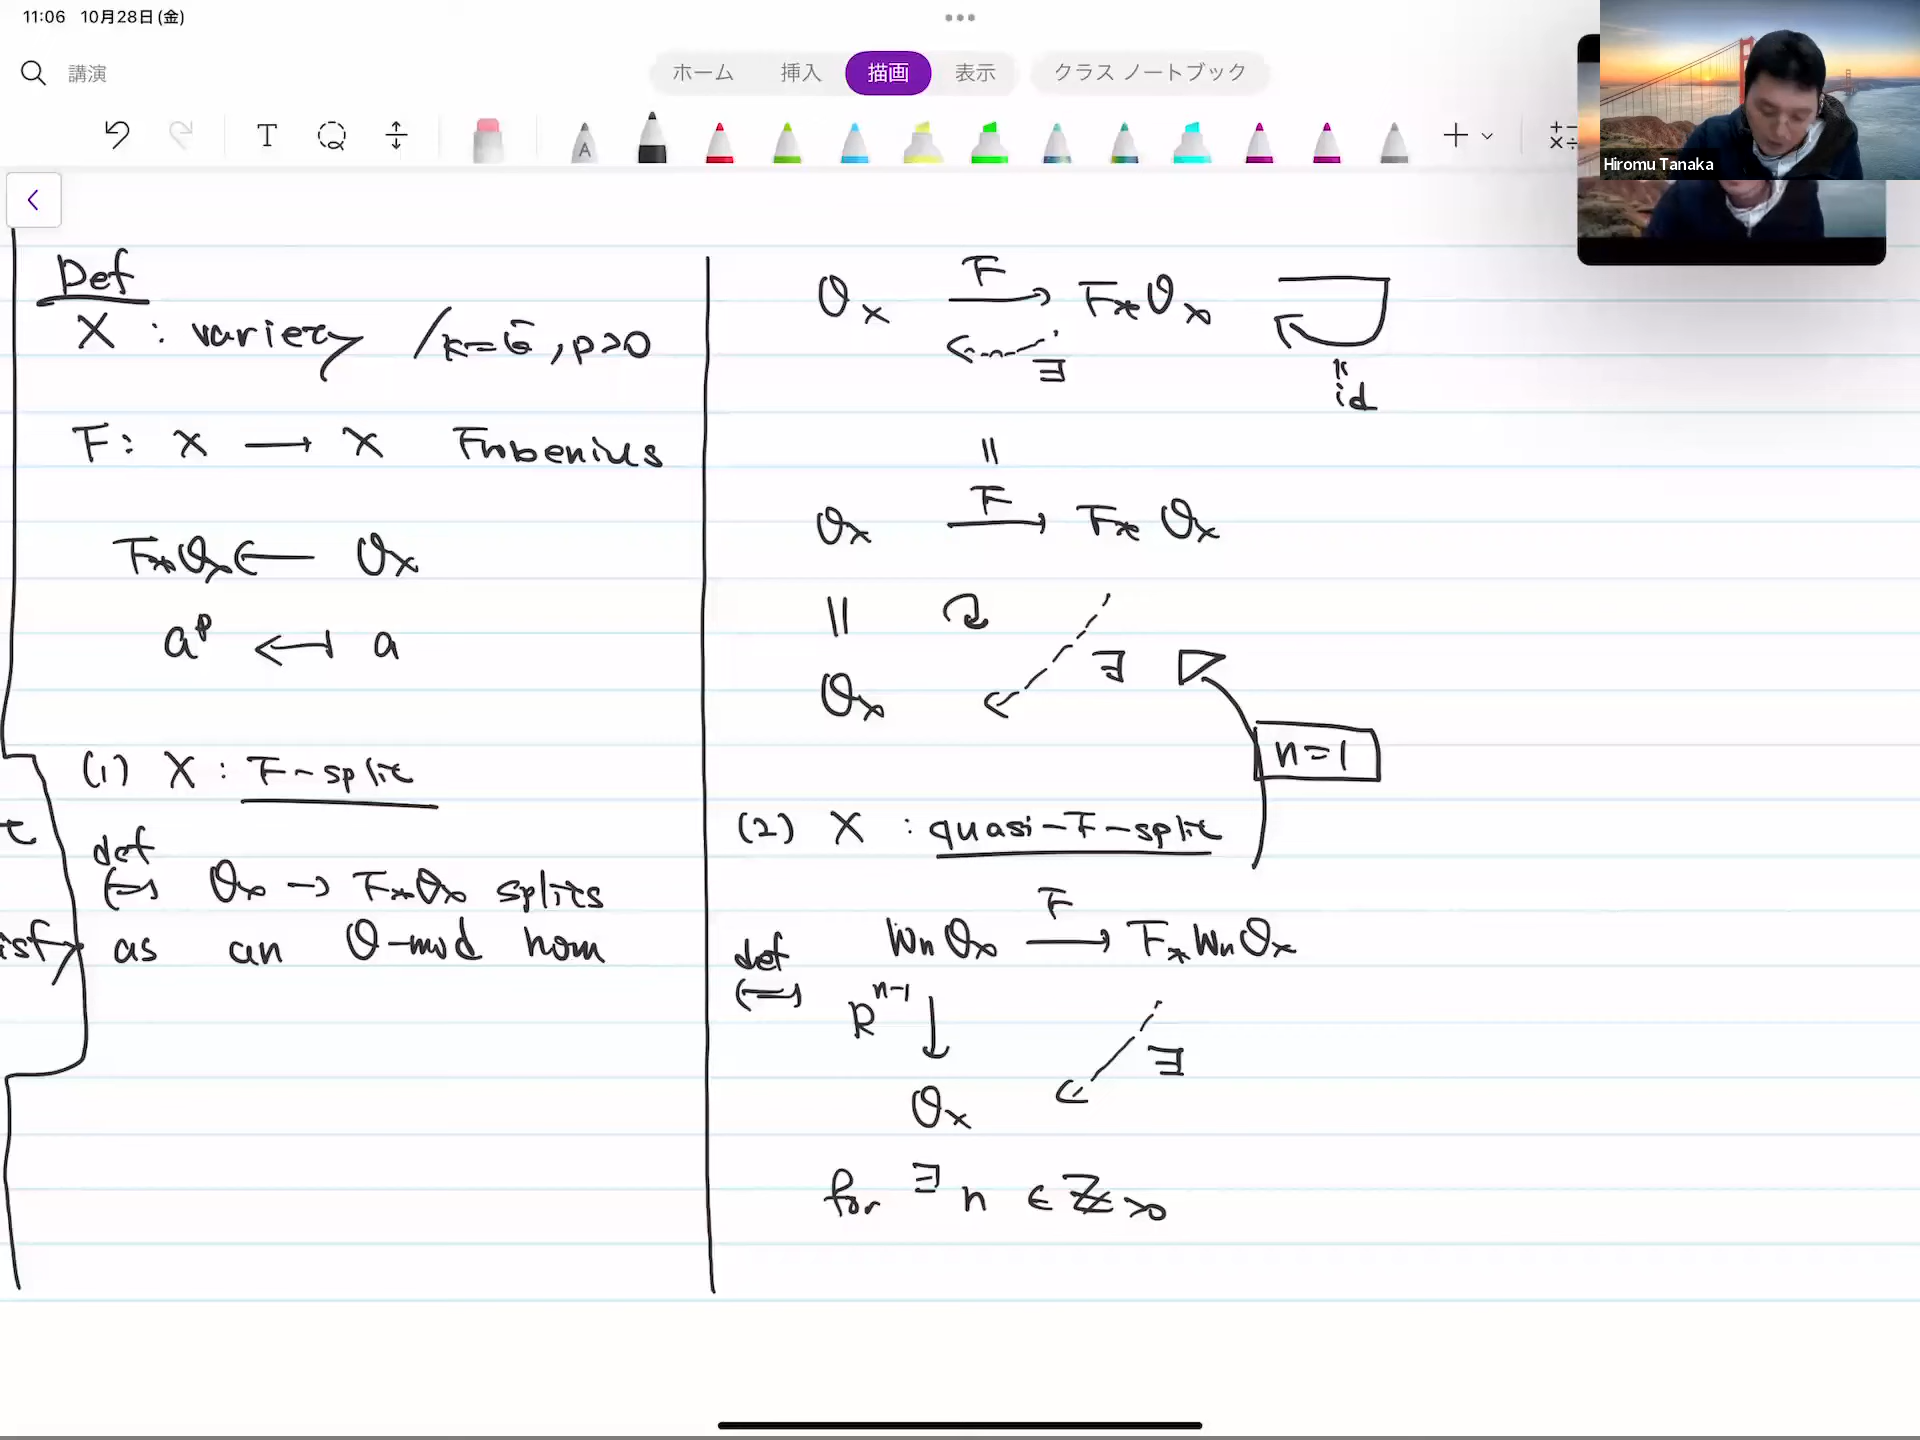 11:06 10月28日(金)
講演
ホーム 挿入 描画 表示 クラス ノートブック
Hiromu Tanaka
Def
X : variety /k=k̄, p>0
F: X → X Frobenius
F*Ox ← Ox
a^p ↤ a
(1) X : F-split
def
⟺ Ox → F*Ox splits
as an O-mod hom
Ox →F F*Ox
∃
id
=
Ox →F F*Ox
=
∃
Ox
n=1
(2) X : quasi-F-split
def
⟺ WnOx →F F*WnOx
R^{n-1} ↓
∃
Ox
for ∃n ∈ Z>0